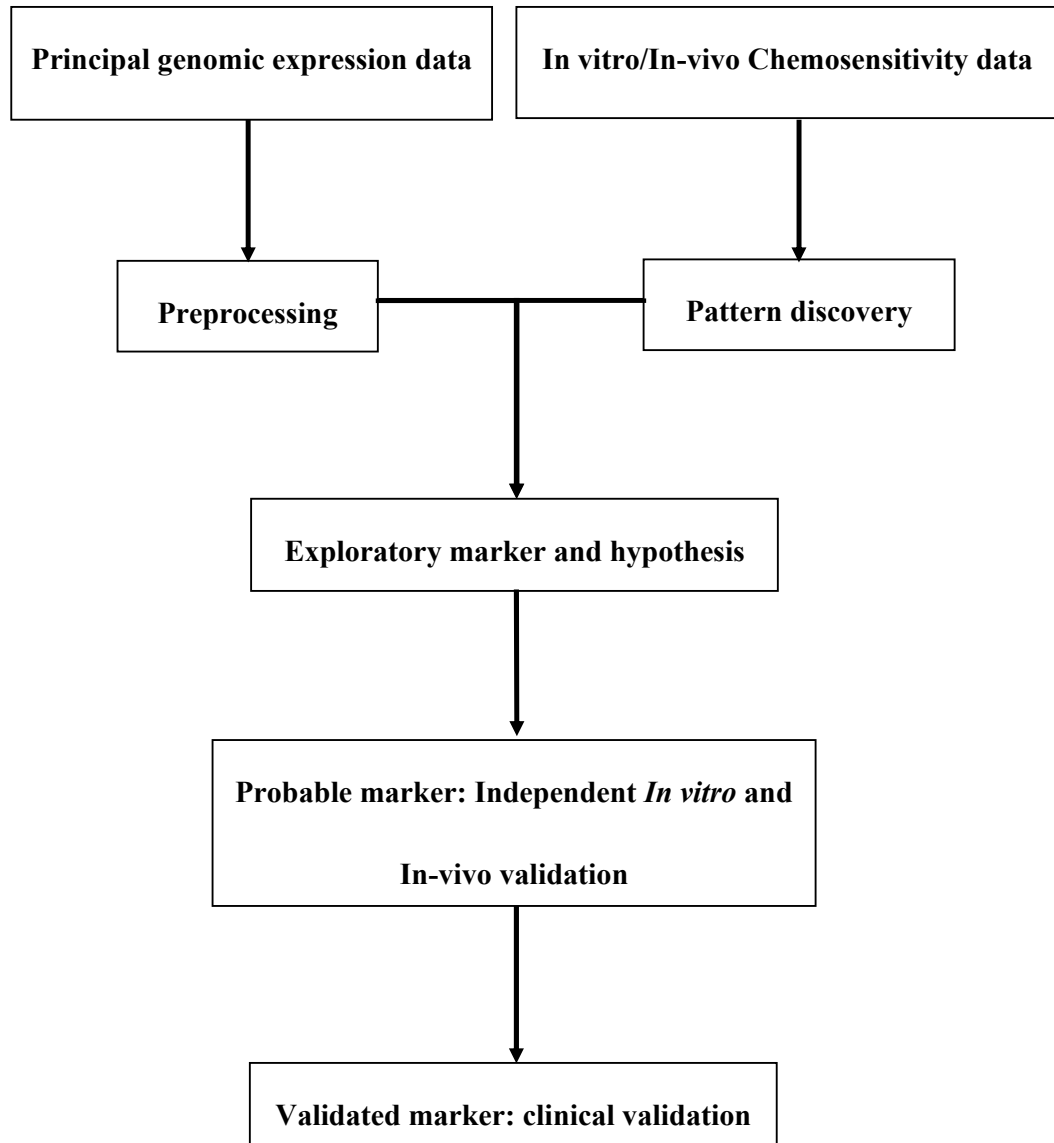 Principal genomic expression data
In vitro/In-vivo Chemosensitivity data
Preprocessing
Pattern discovery
Exploratory marker and hypothesis
Probable marker: Independent In vitro and
In-vivo validation
Validated marker: clinical validation